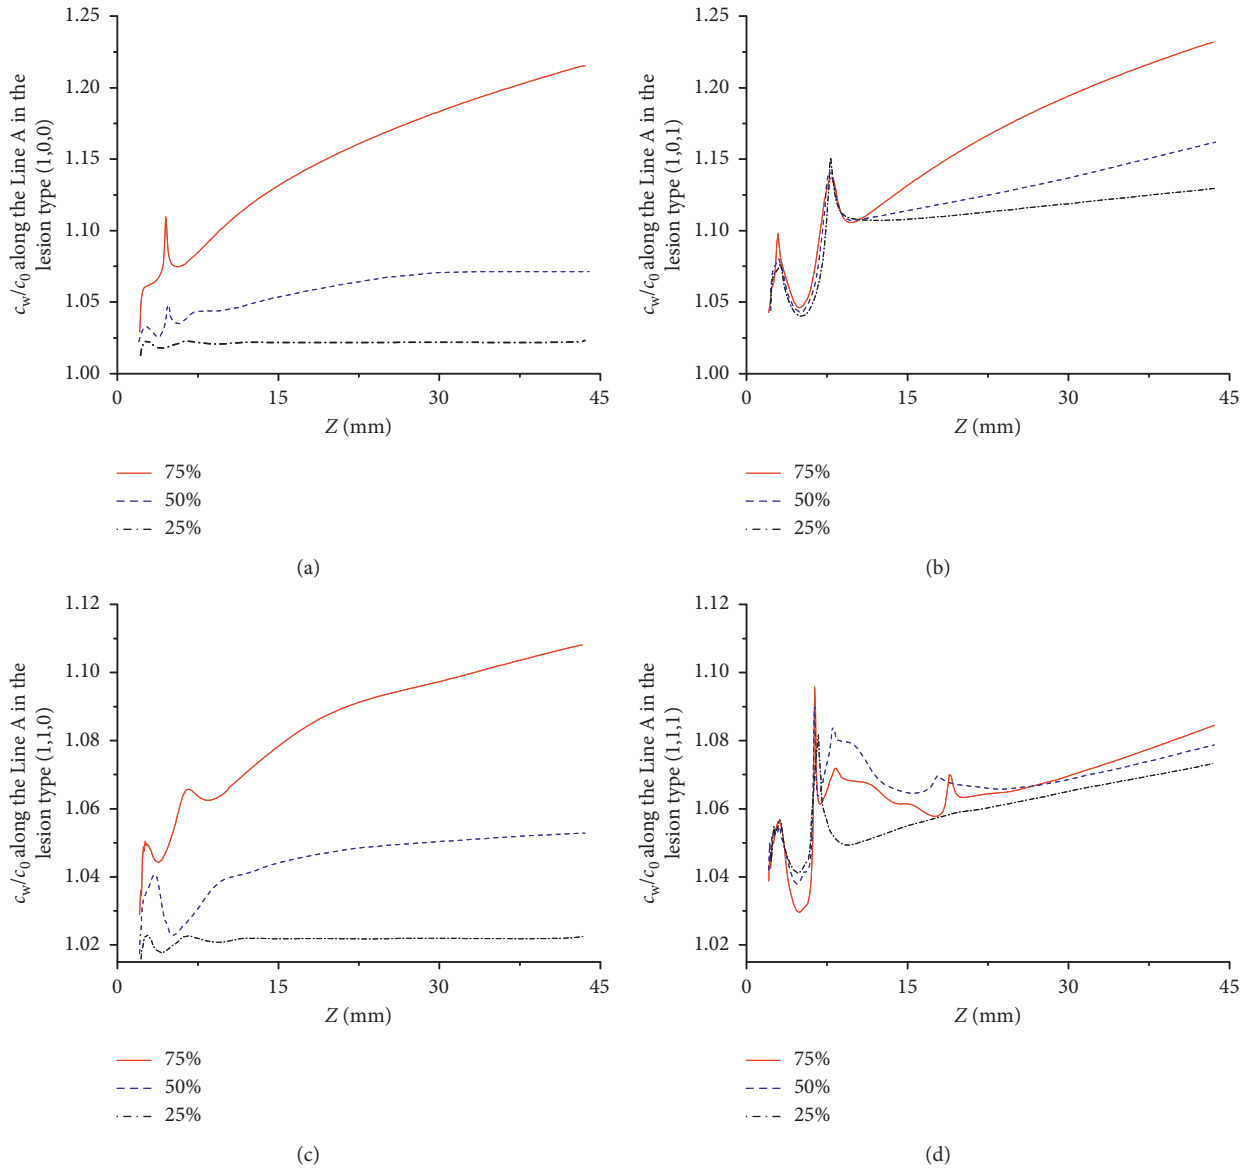 1.25
1.20
1.15
1.10
1.05
1.00
c_w/c_0 along the Line A in the
lesion type (1,0,0)
0 15 30 45
Z (mm)
75%
50%
25%
(a)
1.25
1.20
1.15
1.10
1.05
1.00
c_w/c_0 along the Line A in the
lesion type (1,0,1)
0 15 30 45
Z (mm)
75%
50%
25%
(b)
1.12
1.10
1.08
1.06
1.04
1.02
c_w/c_0 along the Line A in the
lesion type (1,1,0)
0 15 30 45
Z (mm)
75%
50%
25%
(c)
1.12
1.10
1.08
1.06
1.04
1.02
c_w/c_0 along the Line A in the
lesion type (1,1,1)
0 15 30 45
Z (mm)
75%
50%
25%
(d)